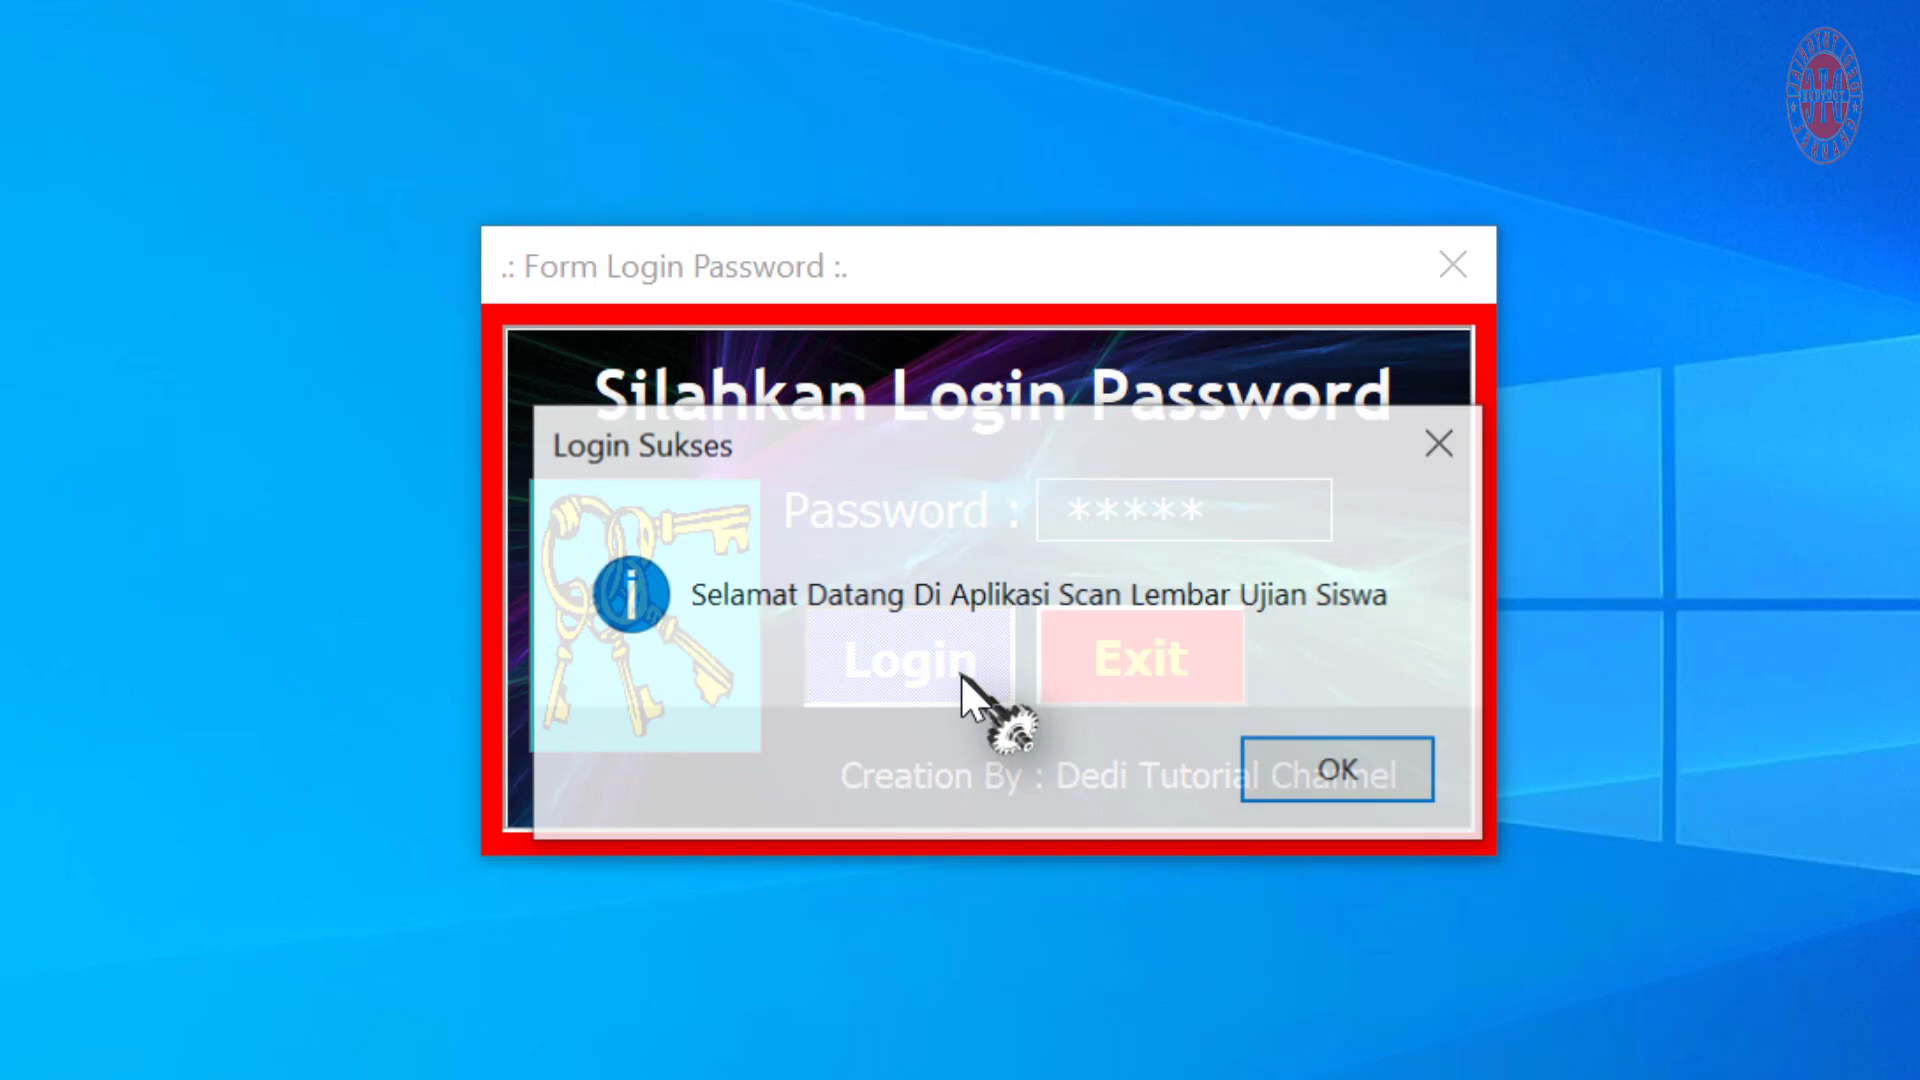 .: Form Login Password :.
Silahkan Login Password
Login Sukses
Password : *****
Selamat Datang Di Aplikasi Scan Lembar Ujian Siswa
Login Exit
Creation By : Dedi Tutorial Channel
OK